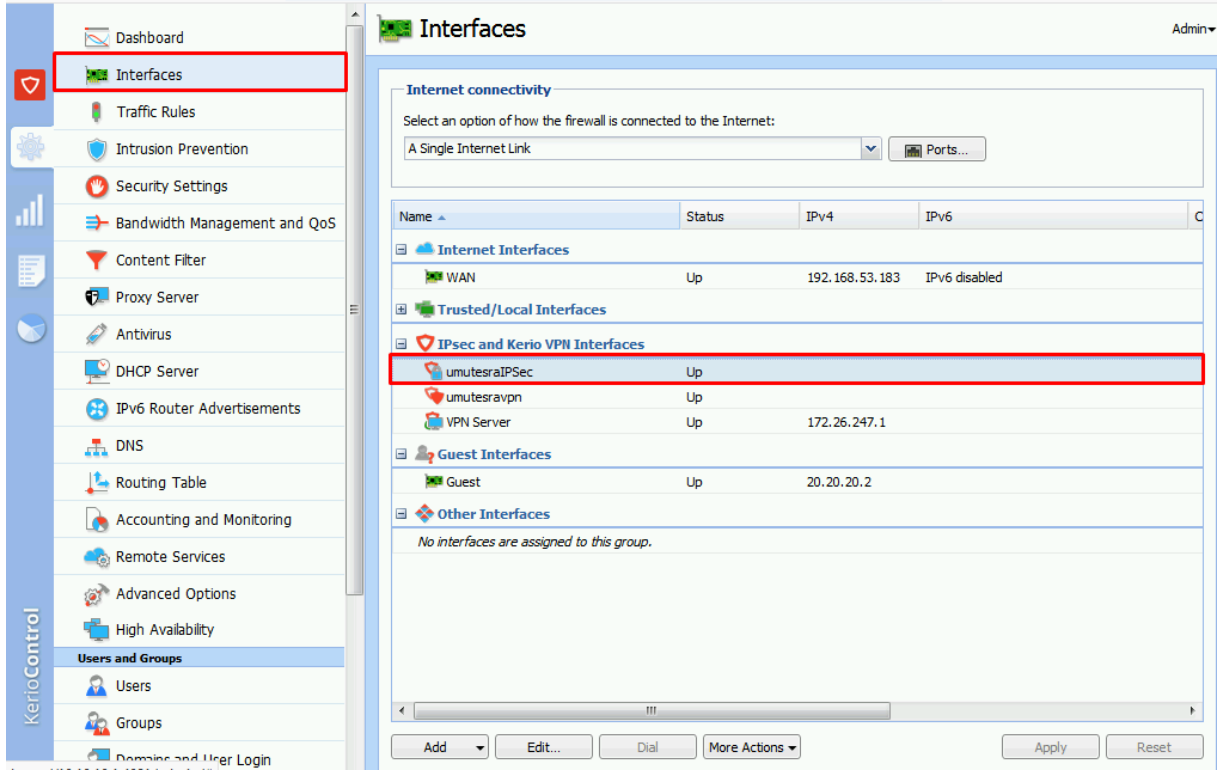 Dashboard
Interfaces
Traffic Rules
Intrusion Prevention
Security Settings
Bandwidth Management and QoS
Content Filter
Proxy Server
Antivirus
DHCP Server
IPv6 Router Advertisements
DNS
Routing Table
Accounting and Monitoring
Remote Services
Advanced Options
High Availability
Users and Groups
Users
Groups
Domains and User Login
KerioControl
Interfaces
Admin
Internet connectivity
Select an option of how the firewall is connected to the Internet:
A Single Internet Link Ports...
Name Status IPv4 IPv6 C
Internet Interfaces
WAN Up 192.168.53.183 IPv6 disabled
Trusted/Local Interfaces
IPsec and Kerio VPN Interfaces
umutesraIPSec Up
umutesravpn Up
VPN Server Up 172.26.247.1
Guest Interfaces
Guest Up 20.20.20.2
Other Interfaces
No interfaces are assigned to this group.
Add Edit... Dial More Actions Apply Reset